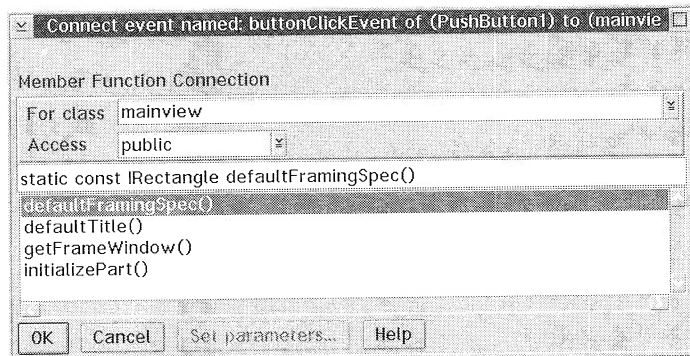 Connect event named: buttonClickEvent of (PushButton1) to (mainvie
Member Function Connection
For class mainview
Access public
static const IRectangle defaultFramingSpec()
defaultFramingSpec()
defaultTitle()
getFrameWindow()
initializePart()
OK Cancel Set parameters... Help